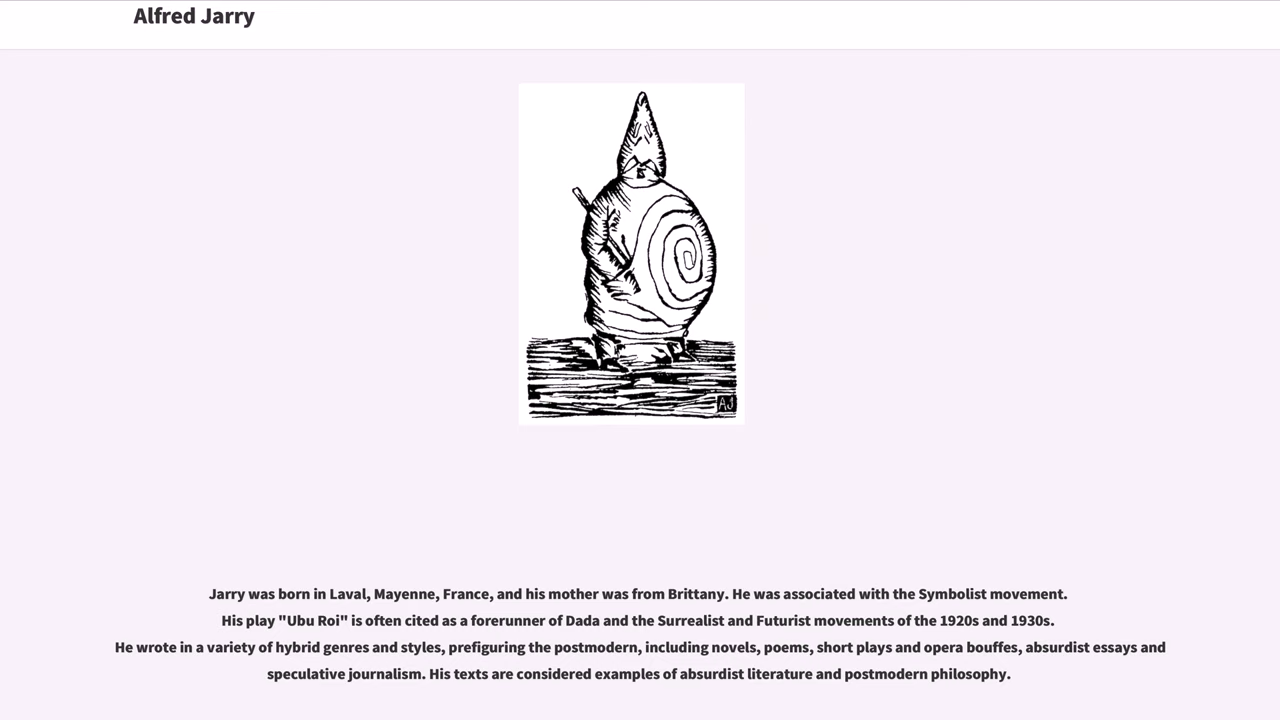 Alfred Jarry
AJ
Jarry was born in Laval, Mayenne, France, and his mother was from Brittany. He was associated with the Symbolist movement.
His play "Ubu Roi" is often cited as a forerunner of Dada and the Surrealist and Futurist movements of the 1920s and 1930s.
He wrote in a variety of hybrid genres and styles, prefiguring the postmodern, including novels, poems, short plays and opera bouffes, absurdist essays and
speculative journalism. His texts are considered examples of absurdist literature and postmodern philosophy.